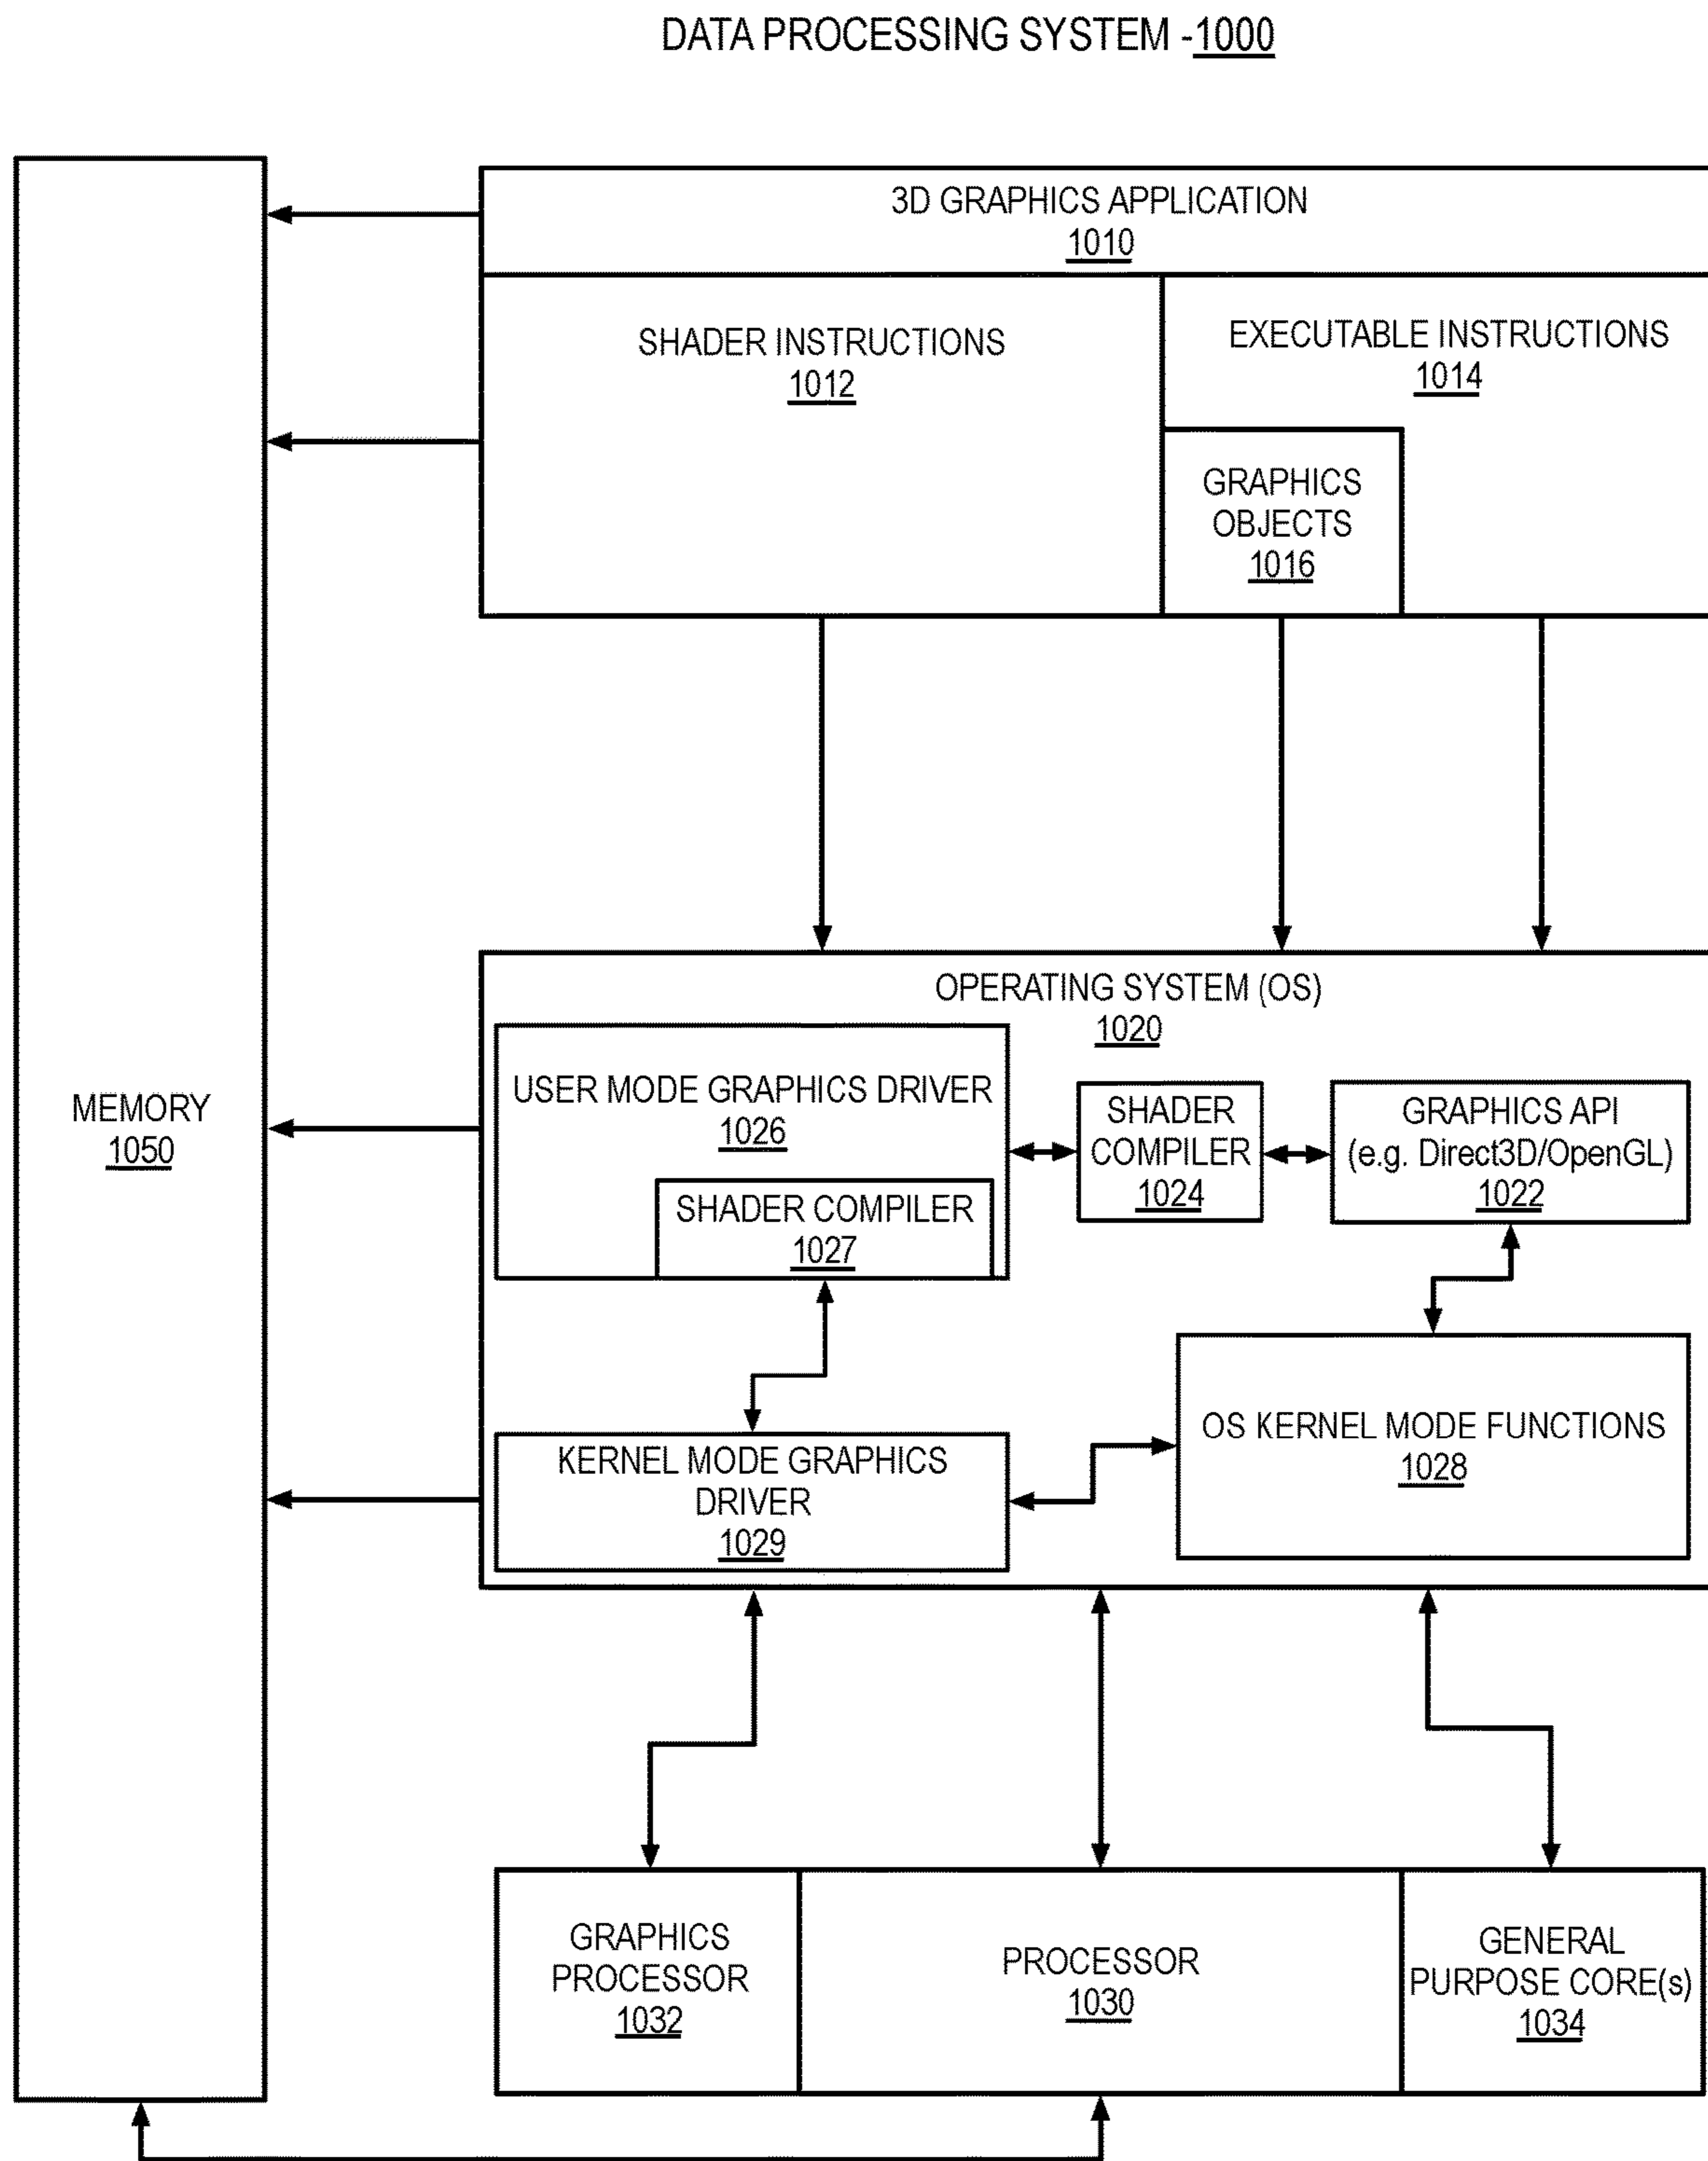 DATA PROCESSING SYSTEM -1000
3D GRAPHICS APPLICATION
1010
SHADER INSTRUCTIONS
1012
EXECUTABLE INSTRUCTIONS
1014
GRAPHICS
OBJECTS
1016
MEMORY
1050
OPERATING SYSTEM (OS)
1020
USER MODE GRAPHICS DRIVER
1026
SHADER COMPILER
1027
SHADER
COMPILER
1024
GRAPHICS API
(e.g. Direct3D/OpenGL)
1022
KERNEL MODE GRAPHICS
DRIVER
1029
OS KERNEL MODE FUNCTIONS
1028
GRAPHICS
PROCESSOR
1032
PROCESSOR
1030
GENERAL
PURPOSE CORE(s)
1034